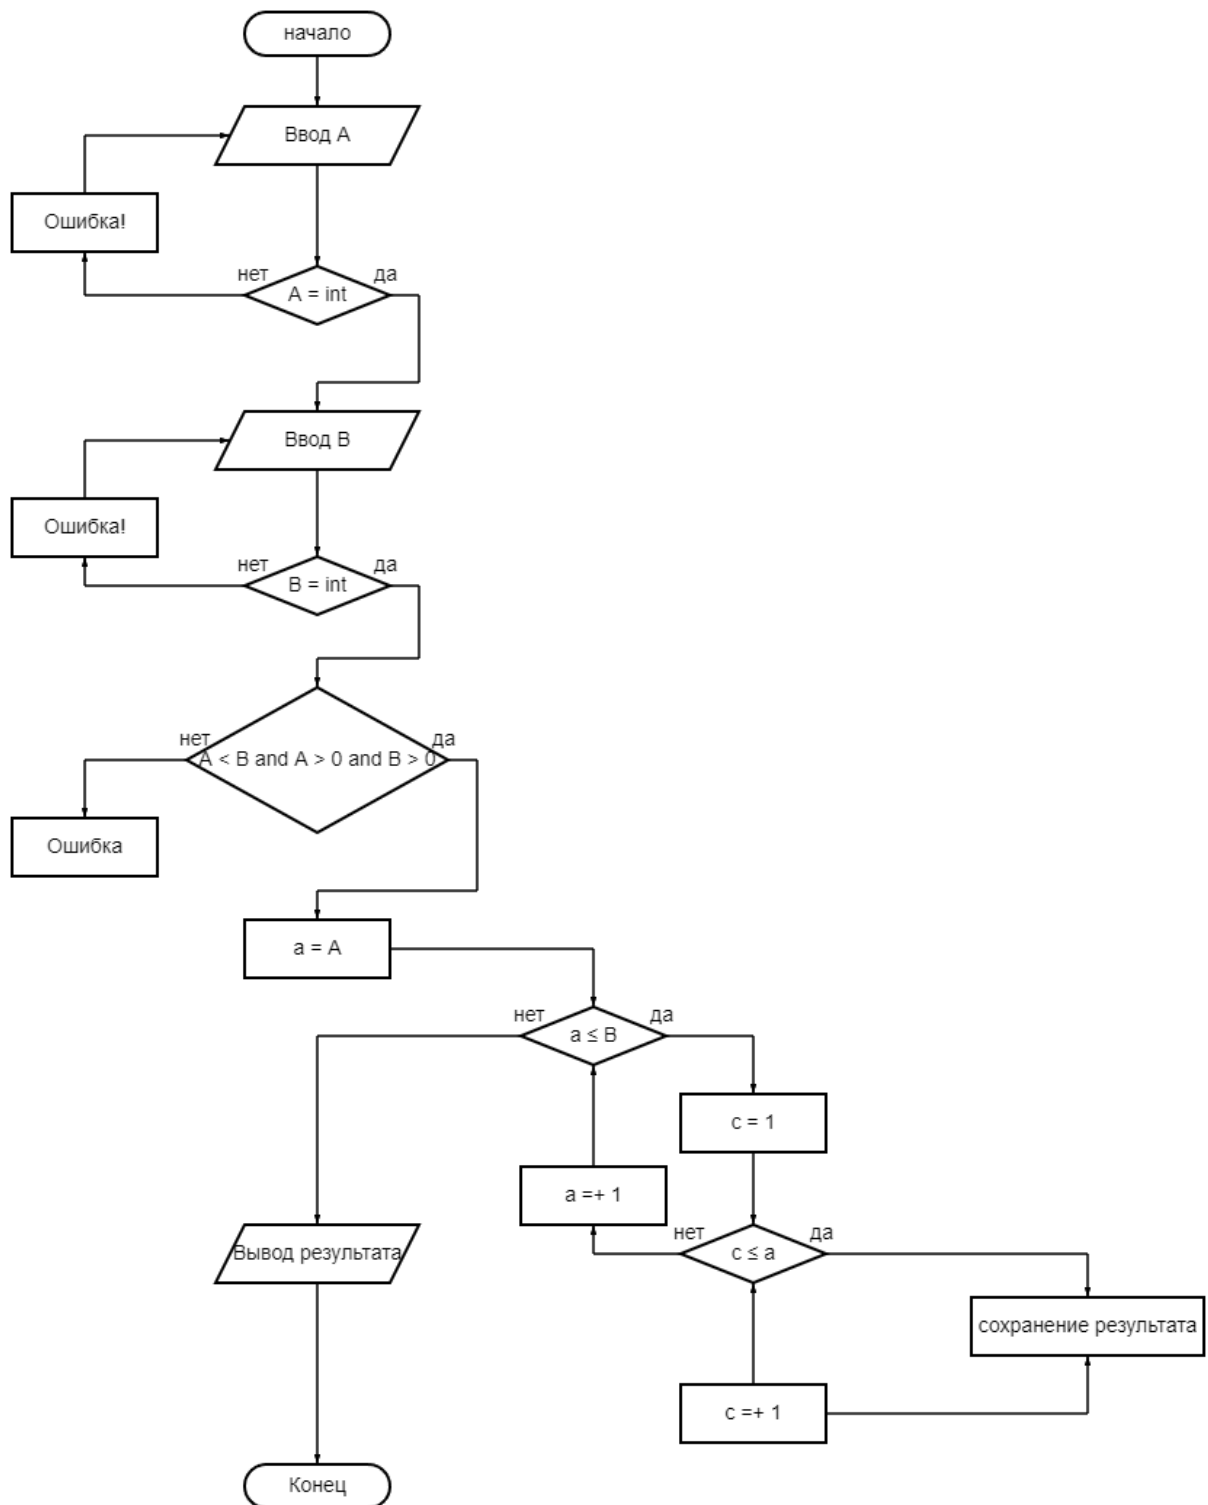 начало
Ввод A
Ошибка!
нет
да
A = int
Ввод B
Ошибка!
нет
да
B = int
нет
да
A < B and A > 0 and B > 0
Ошибка
a = A
нет
да
a ≤ B
c = 1
a =+ 1
нет
да
c ≤ a
Вывод результата
сохранение результата
c =+ 1
Конец